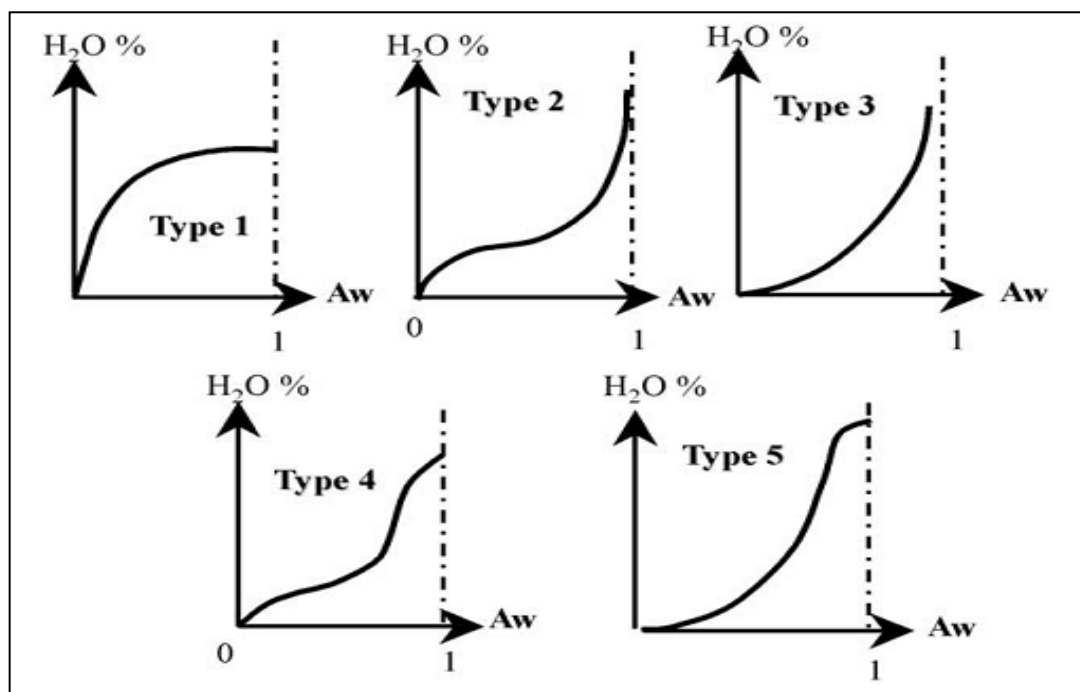 H₂O %
Type 1
Aw
1
H₂O %
Type 2
Aw
0
1
H₂O %
Type 3
Aw
1
H₂O %
Type 4
Aw
0
1
H₂O %
Type 5
Aw
1